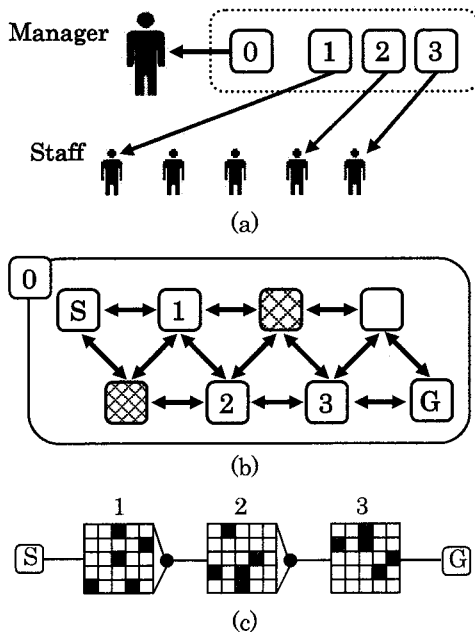 Manager
0 1 2 3
Staff
(a)
0
S 1
2 3 G
(b)
1 2 3
S G
(c)